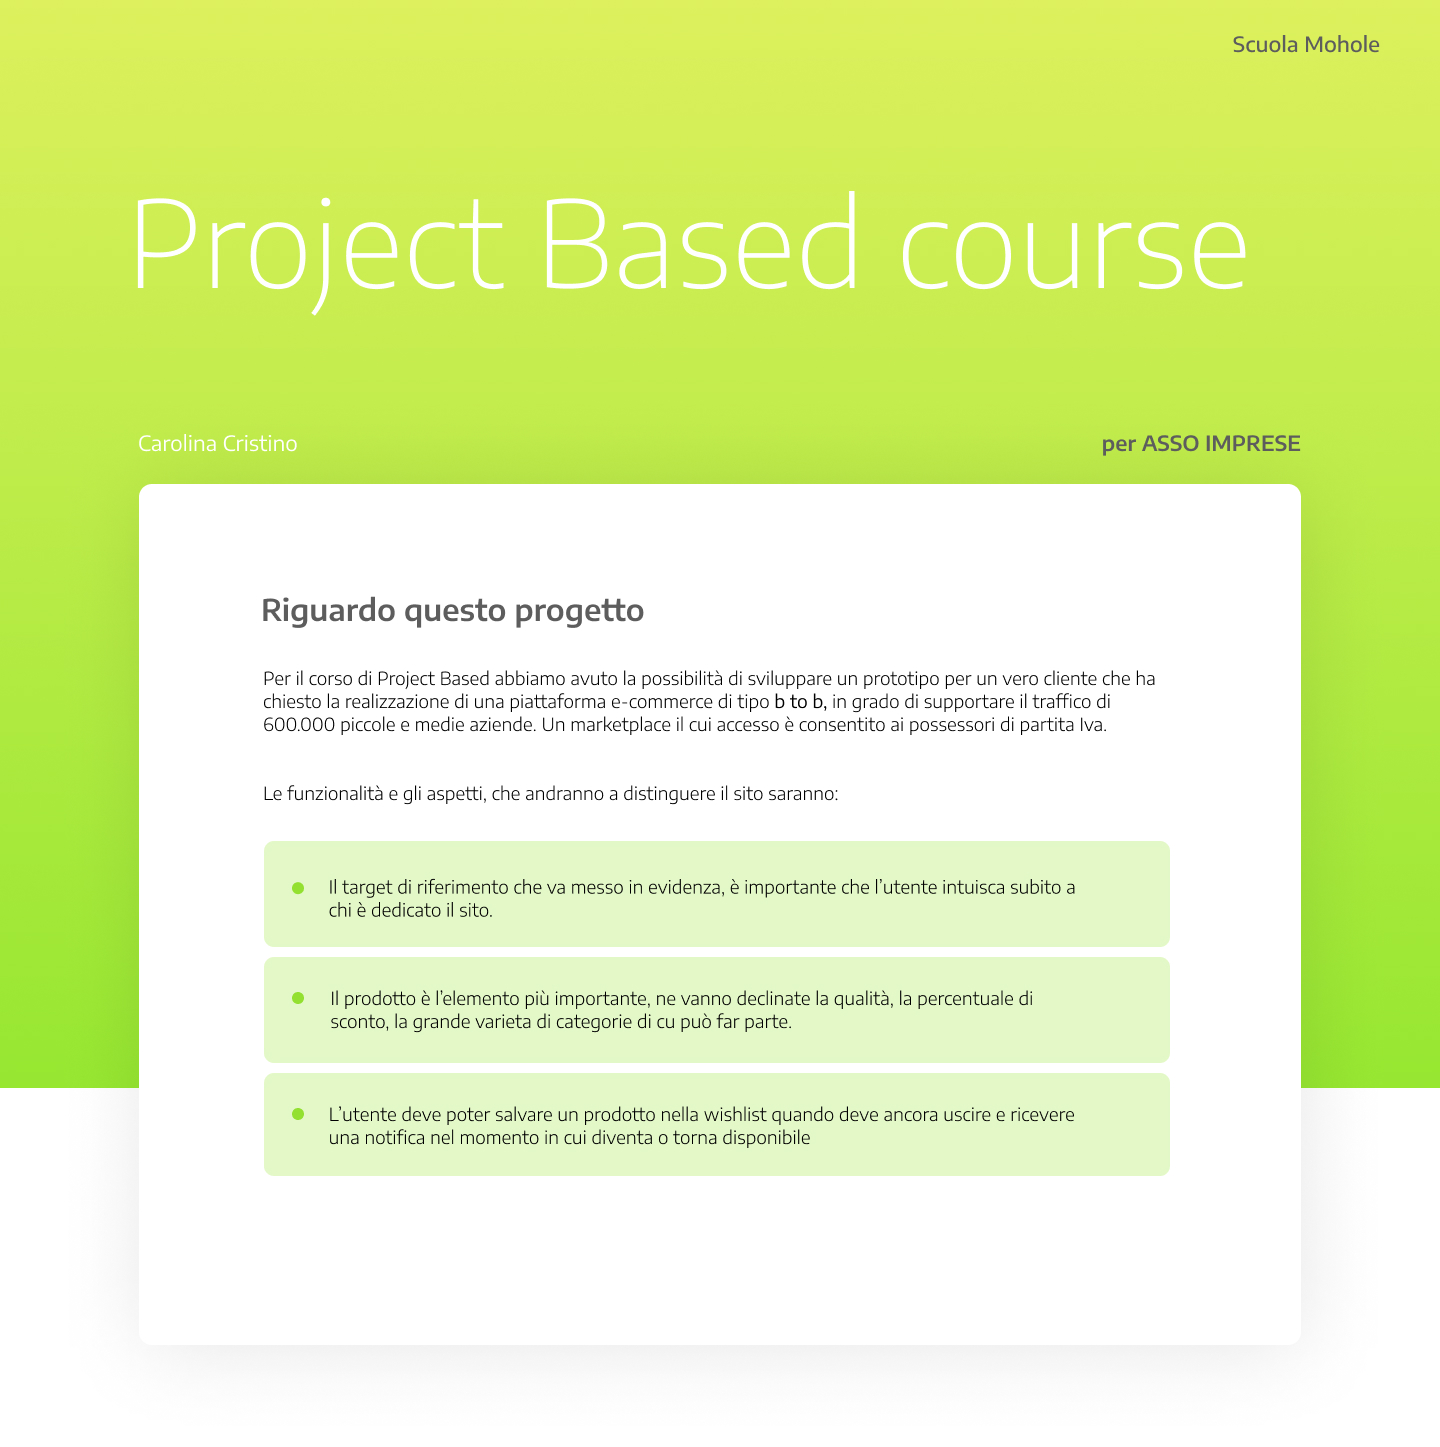 Scuola Mohole
Project Based course
Carolina Cristino
per ASSO IMPRESE
Riguardo questo progetto
Per il corso di Project Based abbiamo avuto la possibilità di sviluppare un prototipo per un vero cliente che ha
chiesto la realizzazione di una piattaforma e-commerce di tipo b to b, in grado di supportare il traffico di
600.000 piccole e medie aziende. Un marketplace il cui accesso è consentito ai possessori di partita Iva.
Le funzionalità e gli aspetti, che andranno a distinguere il sito saranno:
Il target di riferimento che va messo in evidenza, è importante che l’utente intuisca subito a
chi è dedicato il sito.
Il prodotto è l’elemento più importante, ne vanno declinate la qualità, la percentuale di
sconto, la grande varieta di categorie di cu può far parte.
L’utente deve poter salvare un prodotto nella wishlist quando deve ancora uscire e ricevere
una notifica nel momento in cui diventa o torna disponibile